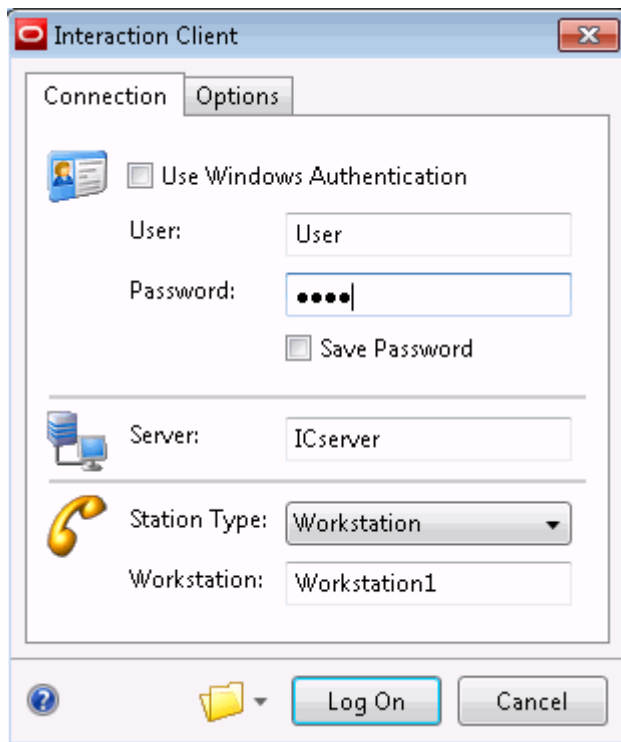 Interaction Client
Connection Options
Use Windows Authentication
User: User
Password: ••••
Save Password
Server: ICserver
Station Type: Workstation
Workstation: Workstation1
Log On Cancel